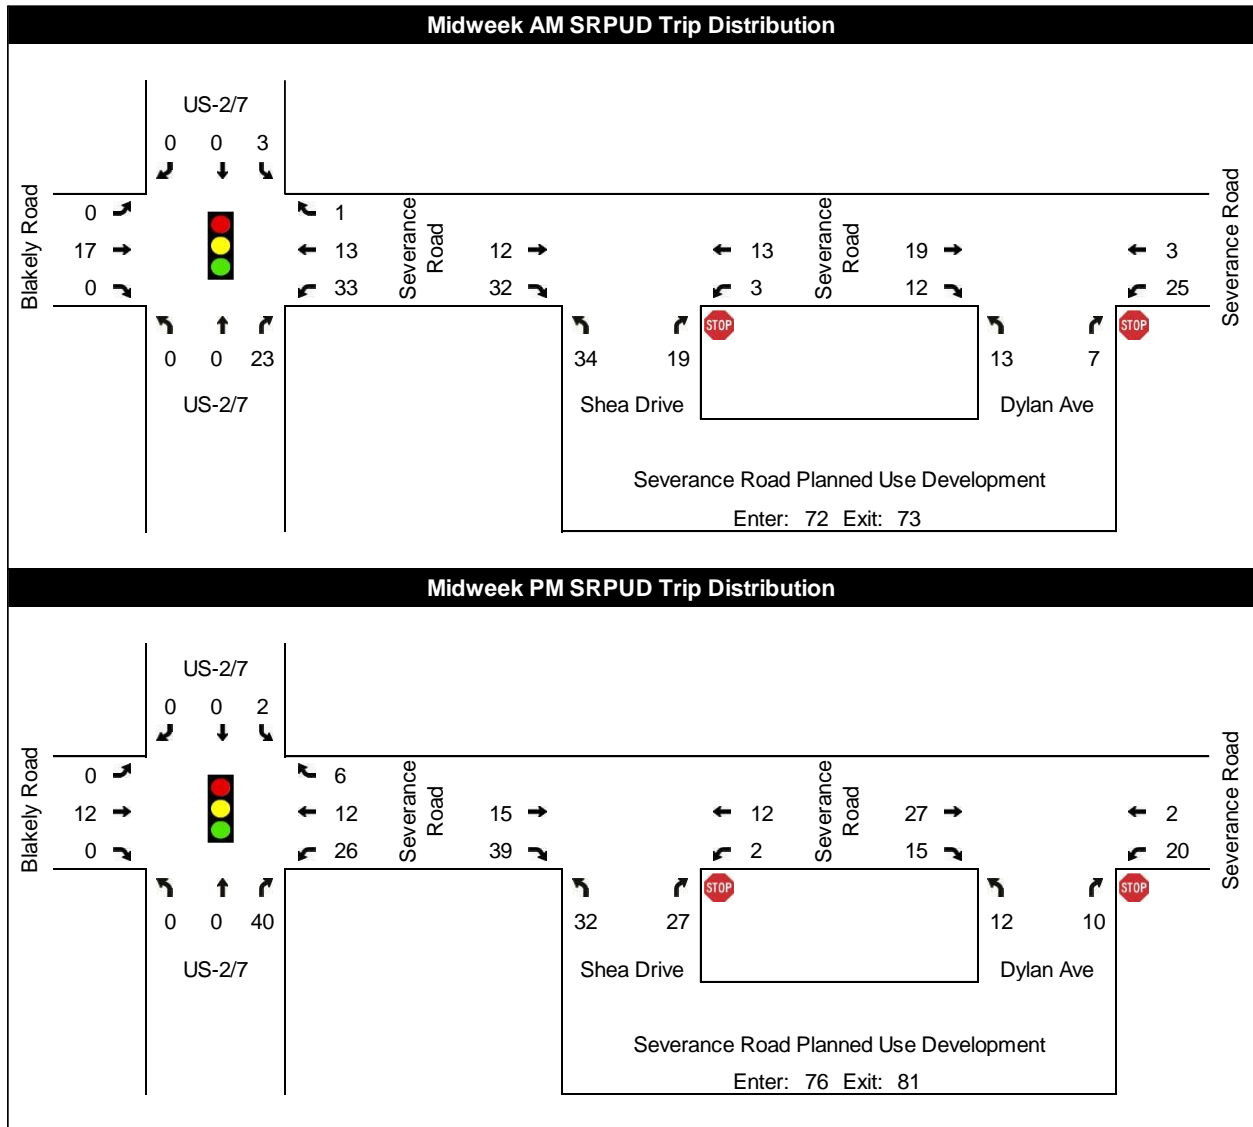 Midweek AM SRPUD Trip Distribution
US-2/7
0 0 3
Blakely Road
0
17
0
1
13
33
Severance
Road
12
32
13
3
Severance
Road
19
12
3
25
Severance Road
0 0 23
34 19
STOP
13 7
STOP
US-2/7
Shea Drive
Dylan Ave
Severance Road Planned Use Development
Enter: 72 Exit: 73
Midweek PM SRPUD Trip Distribution
US-2/7
0 0 2
Blakely Road
0
12
0
6
12
26
Severance
Road
15
39
12
2
Severance
Road
27
15
2
20
Severance Road
0 0 40
32 27
STOP
12 10
STOP
US-2/7
Shea Drive
Dylan Ave
Severance Road Planned Use Development
Enter: 76 Exit: 81